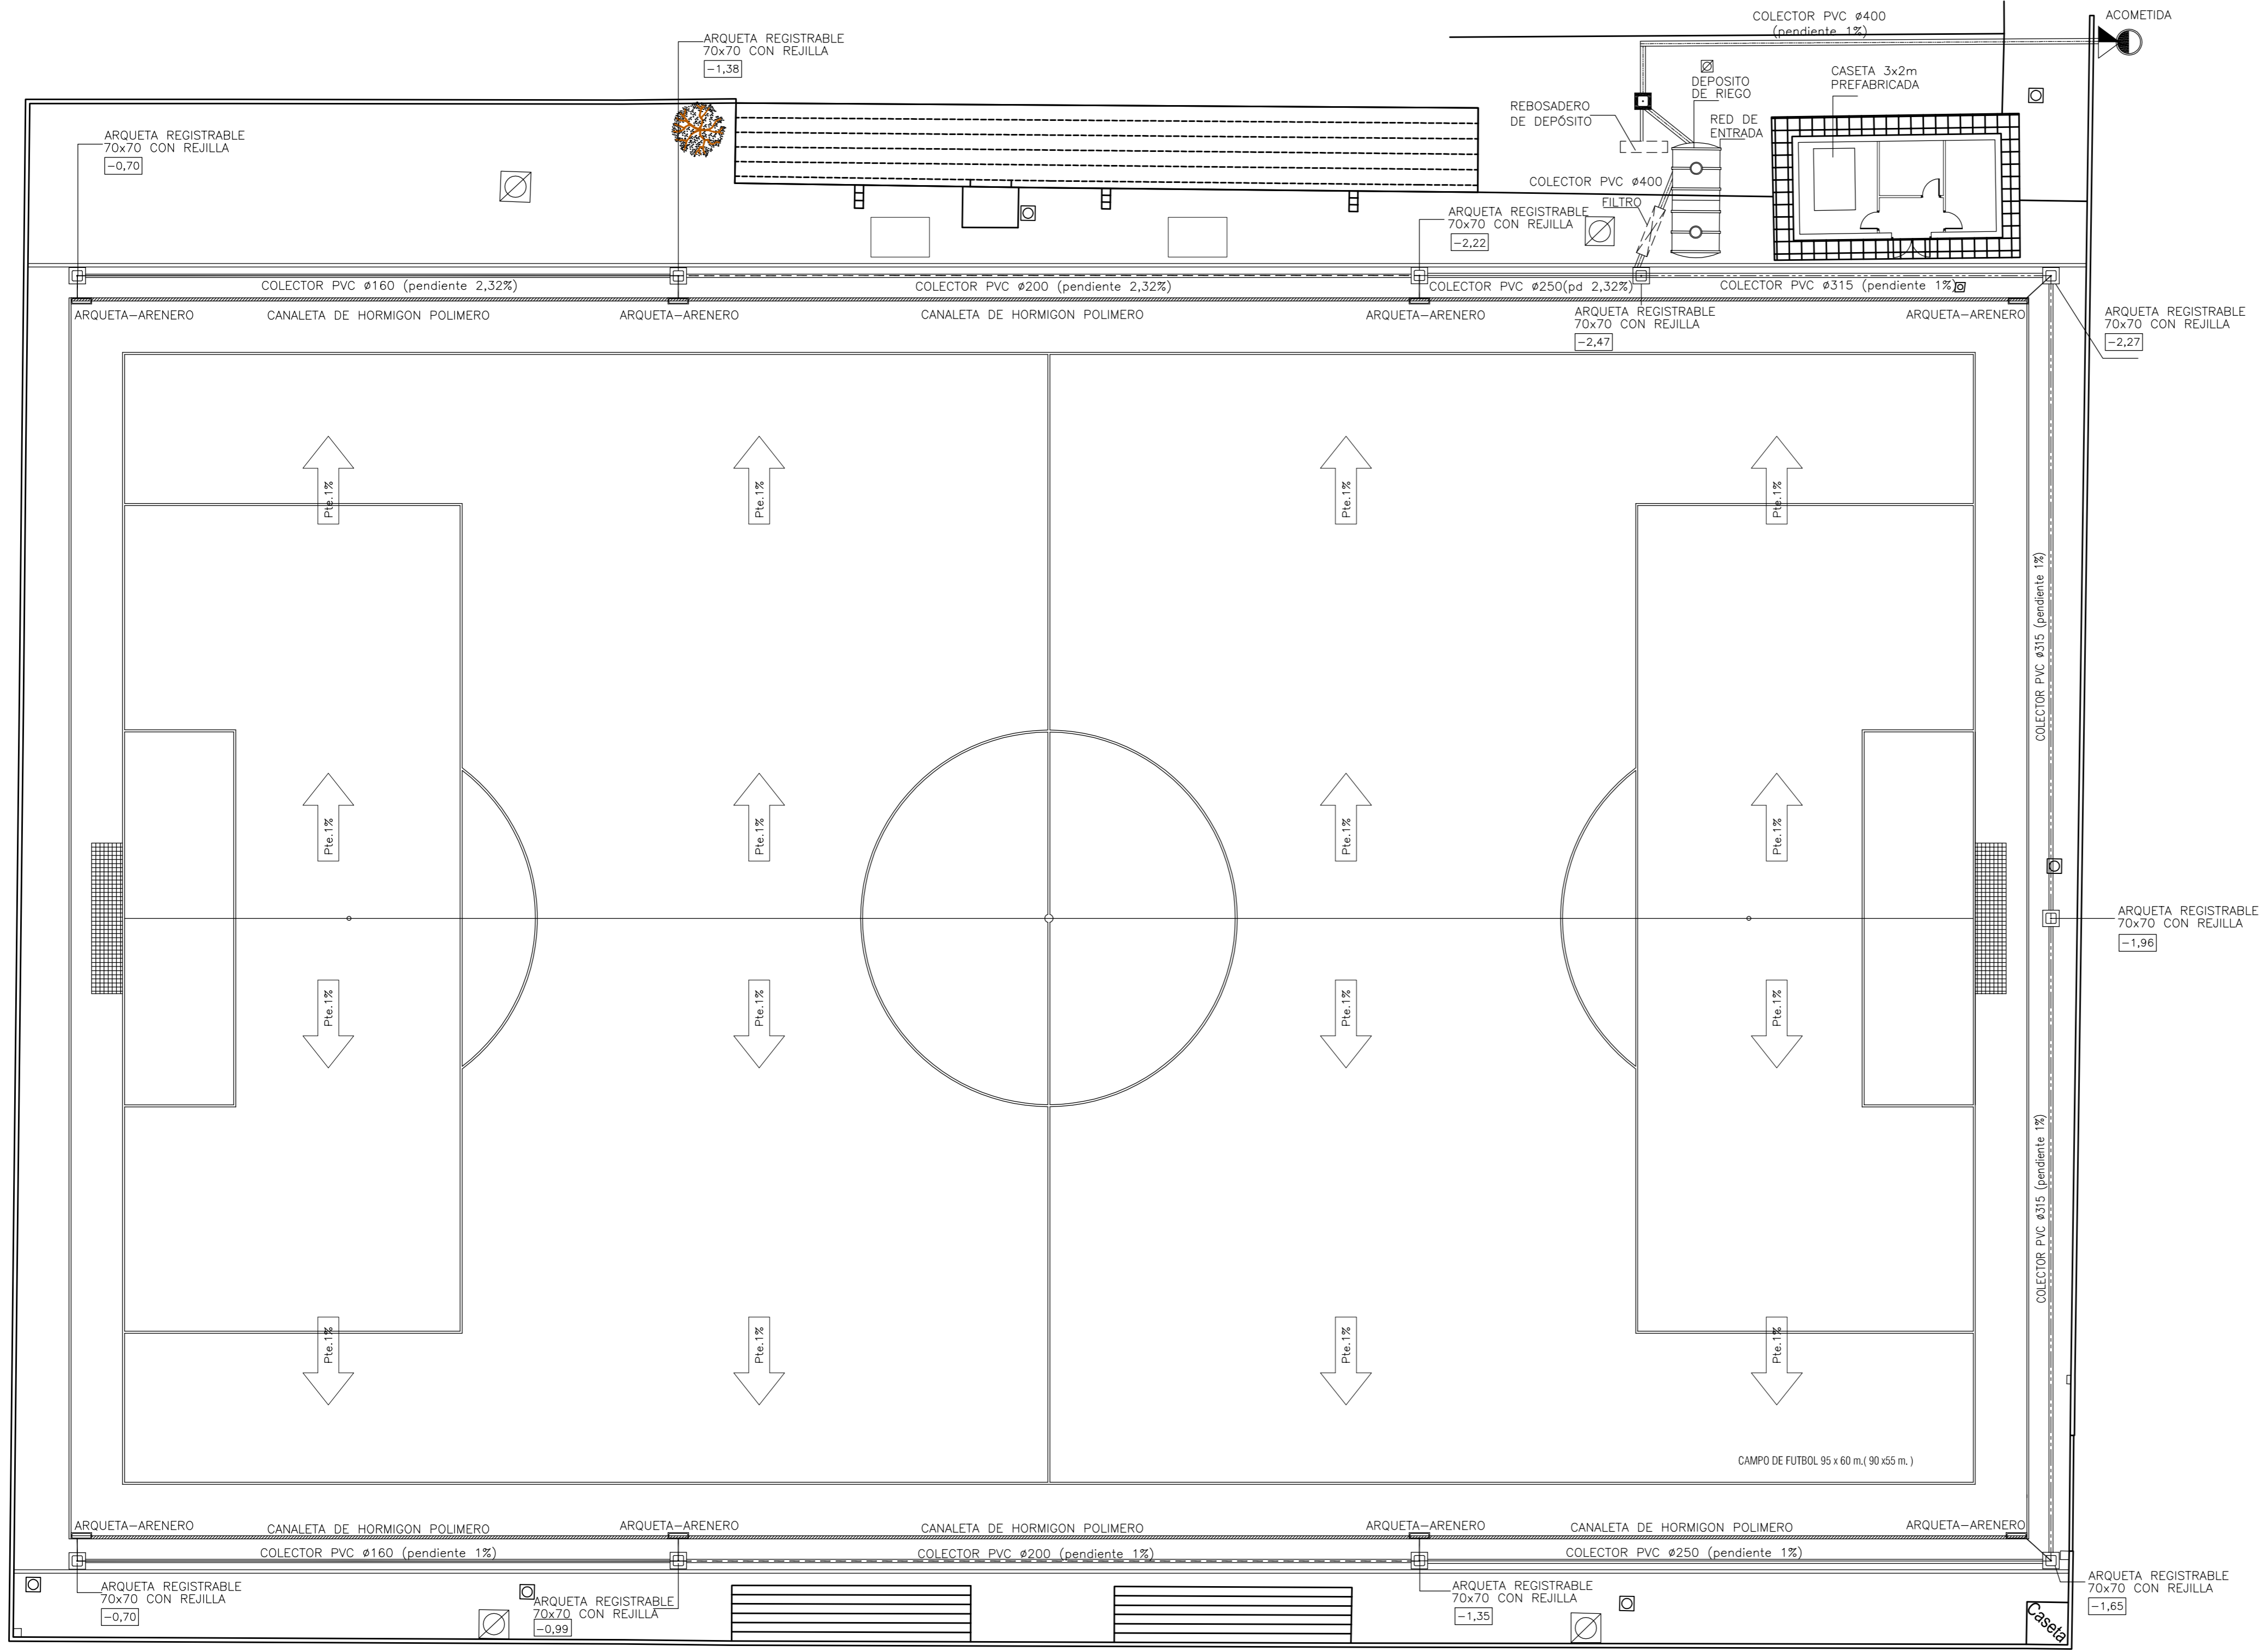 COLECTOR PVC ø400
(pendiente 1%)
ACOMETIDA
ARQUETA REGISTRABLE
70x70 CON REJILLA
-1,38
DEPOSITO
DE RIEGO
CASETA 3x2m
PREFABRICADA
REBOSADERO
DE DEPÓSITO
RED DE
ENTRADA
ARQUETA REGISTRABLE
70x70 CON REJILLA
-0,70
COLECTOR PVC ø400
FILTRO
ARQUETA REGISTRABLE
70x70 CON REJILLA
-2,22
COLECTOR PVC ø160 (pendiente 2,32%)
COLECTOR PVC ø200 (pendiente 2,32%)
COLECTOR PVC ø250(pd 2,32%)
COLECTOR PVC ø315 (pendiente 1%)
ARQUETA-ARENERO
CANALETA DE HORMIGON POLIMERO
ARQUETA-ARENERO
CANALETA DE HORMIGON POLIMERO
ARQUETA-ARENERO
ARQUETA REGISTRABLE
70x70 CON REJILLA
-2,47
ARQUETA-ARENERO
ARQUETA REGISTRABLE
70x70 CON REJILLA
-2,27
Pte.1%
Pte.1%
Pte.1%
Pte.1%
COLECTOR PVC ø315 (pendiente 1%)
Pte.1%
Pte.1%
Pte.1%
Pte.1%
ARQUETA REGISTRABLE
70x70 CON REJILLA
-1,96
Pte.1%
Pte.1%
Pte.1%
Pte.1%
COLECTOR PVC ø315 (pendiente 1%)
Pte.1%
Pte.1%
Pte.1%
Pte.1%
CAMPO DE FUTBOL 95 x 60 m.( 90 x55 m. )
ARQUETA-ARENERO
CANALETA DE HORMIGON POLIMERO
ARQUETA-ARENERO
CANALETA DE HORMIGON POLIMERO
ARQUETA-ARENERO
CANALETA DE HORMIGON POLIMERO
ARQUETA-ARENERO
COLECTOR PVC ø160 (pendiente 1%)
COLECTOR PVC ø200 (pendiente 1%)
COLECTOR PVC ø250 (pendiente 1%)
ARQUETA REGISTRABLE
70x70 CON REJILLA
-0,70
ARQUETA REGISTRABLE
70x70 CON REJILLA
-0,99
ARQUETA REGISTRABLE
70x70 CON REJILLA
-1,35
ARQUETA REGISTRABLE
70x70 CON REJILLA
-1,65
Caseta